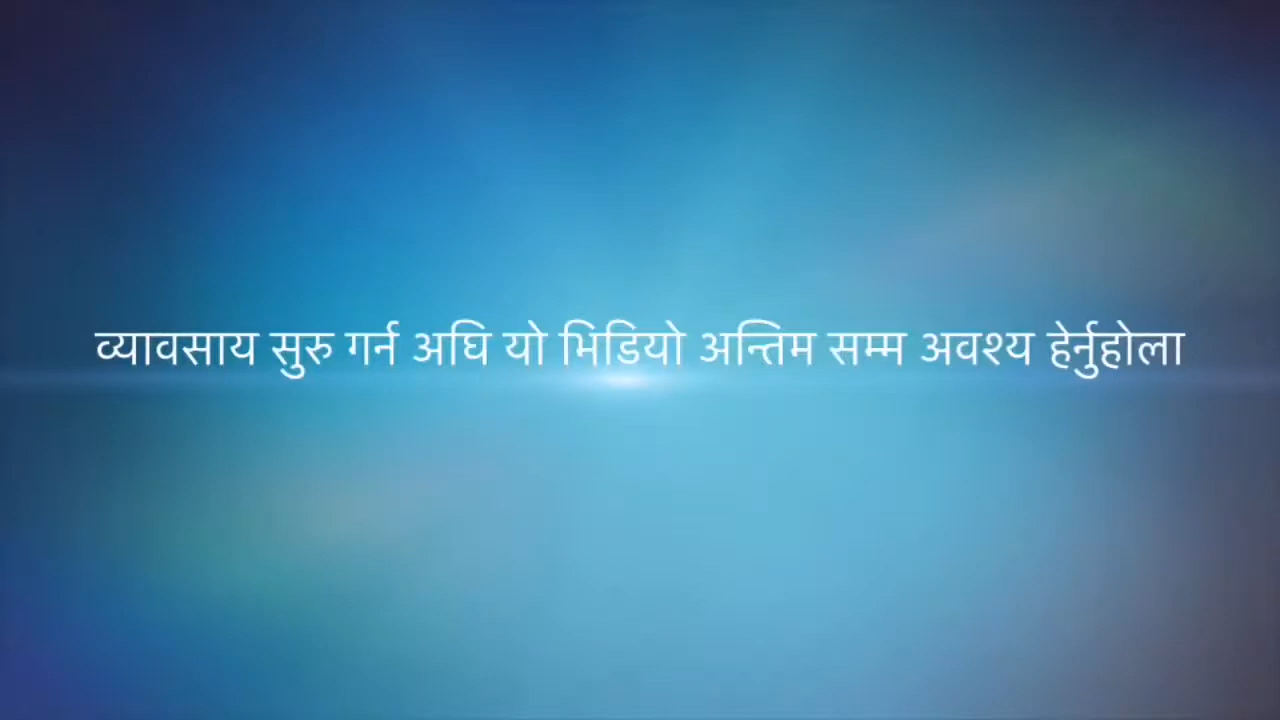 व्यावसाय सुरु गर्न अघि यो भिडियो अन्तिम सम्म अवश्य हेर्नुहोला